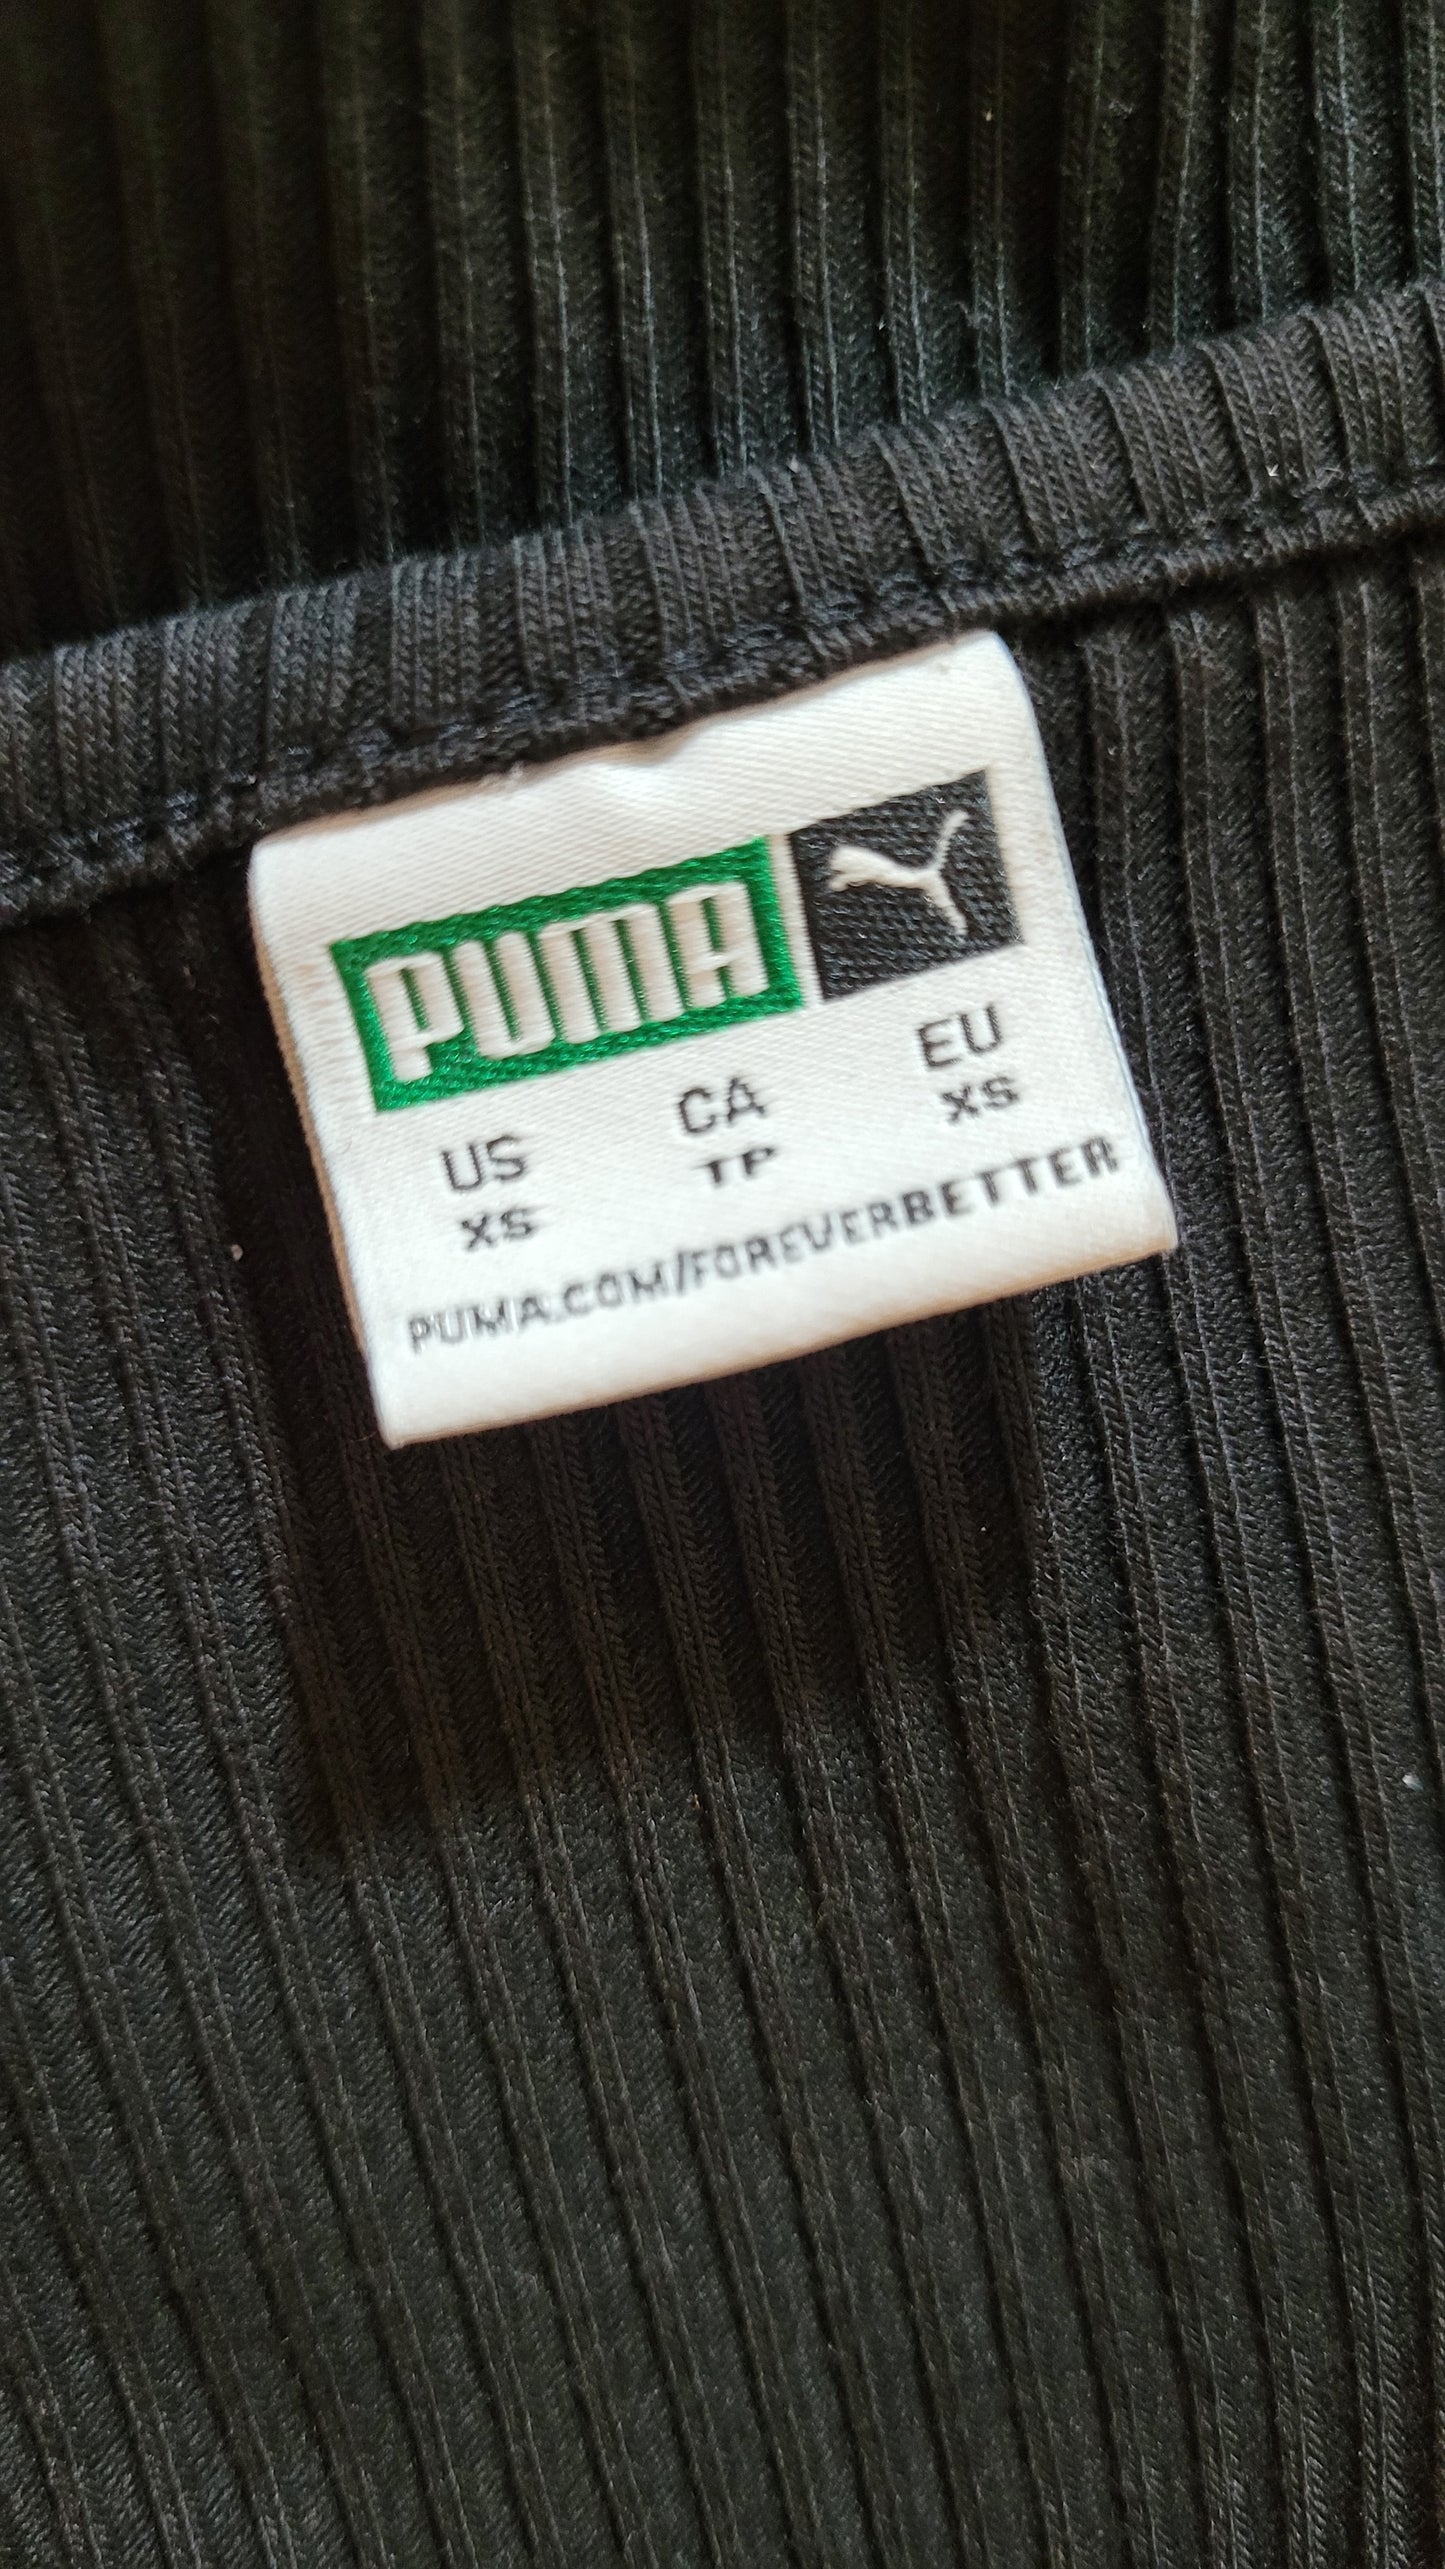 PUMA
US CA EU
XS TP XS
PUMA.COM/FOREVERBETTER